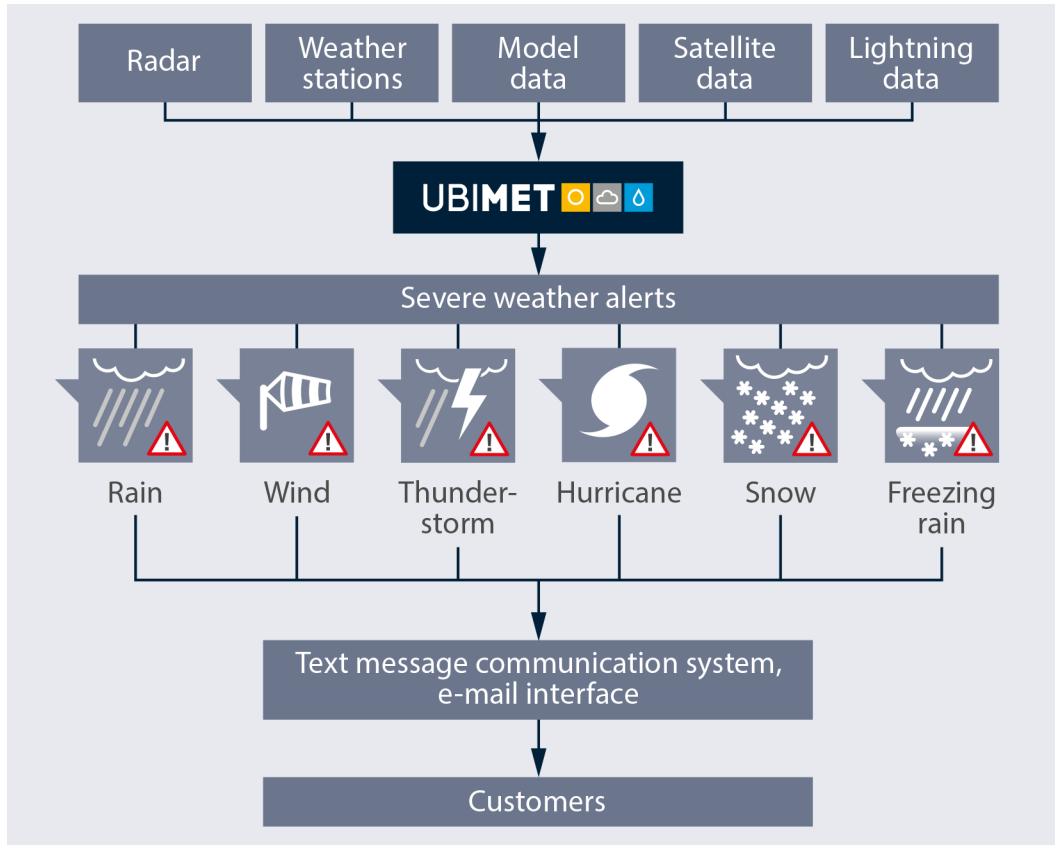 Radar
Weather
stations
Model
data
Satellite
data
Lightning
data
UBIMET
Severe weather alerts
Rain
Wind
Thunder-
storm
Hurricane
Snow
Freezing
rain
Text message communication system,
e-mail interface
Customers